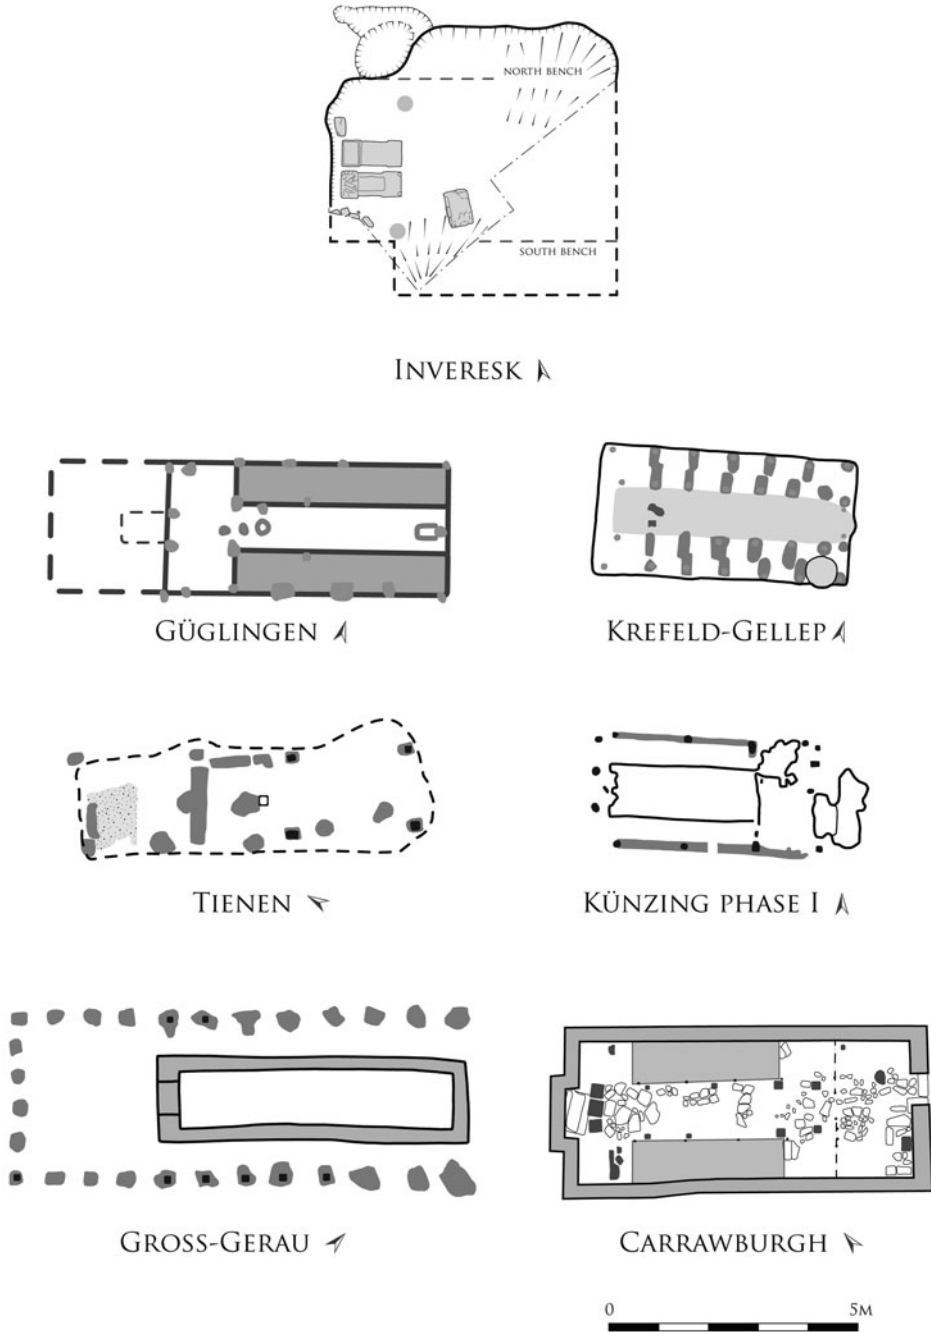 NORTH BENCH
SOUTH BENCH
INVERESK
GÜGLINGEN
KREFELD-GELLEP
TIENEN
KÜNZING PHASE I
GROSS-GERAU
CARRAWBURGH
0 5M